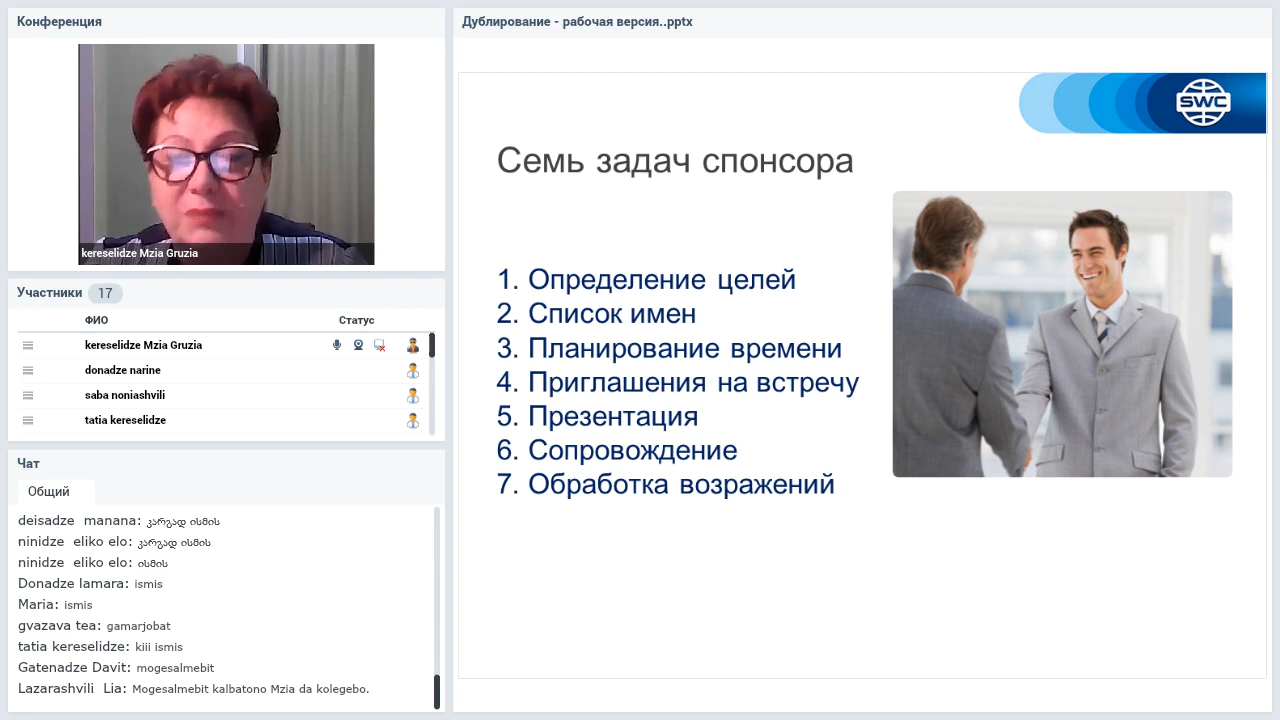 Конференция
kereselidze Mzia Gruzia
Участники 17
ФИО Статус
kereselidze Mzia Gruzia
donadze narine
saba noniashvili
tatia kereselidze
Чат
Общий
deisadze manana: კარგად ისმის
ninidze eliko elo: კარგად ისმის
ninidze eliko elo: ისმის
Donadze lamara: ismis
Maria: ismis
gvazava tea: gamarjobat
tatia kereselidze: kiii ismis
Gatenadze Davit: mogesalmebit
Lazarashvili Lia: Mogesalmebit kalbatono Mzia da kolegebo.
Дублирование - рабочая версия..pptx
SWC
Семь задач спонсора
1. Определение целей
2. Список имен
3. Планирование времени
4. Приглашения на встречу
5. Презентация
6. Сопровождение
7. Обработка возражений